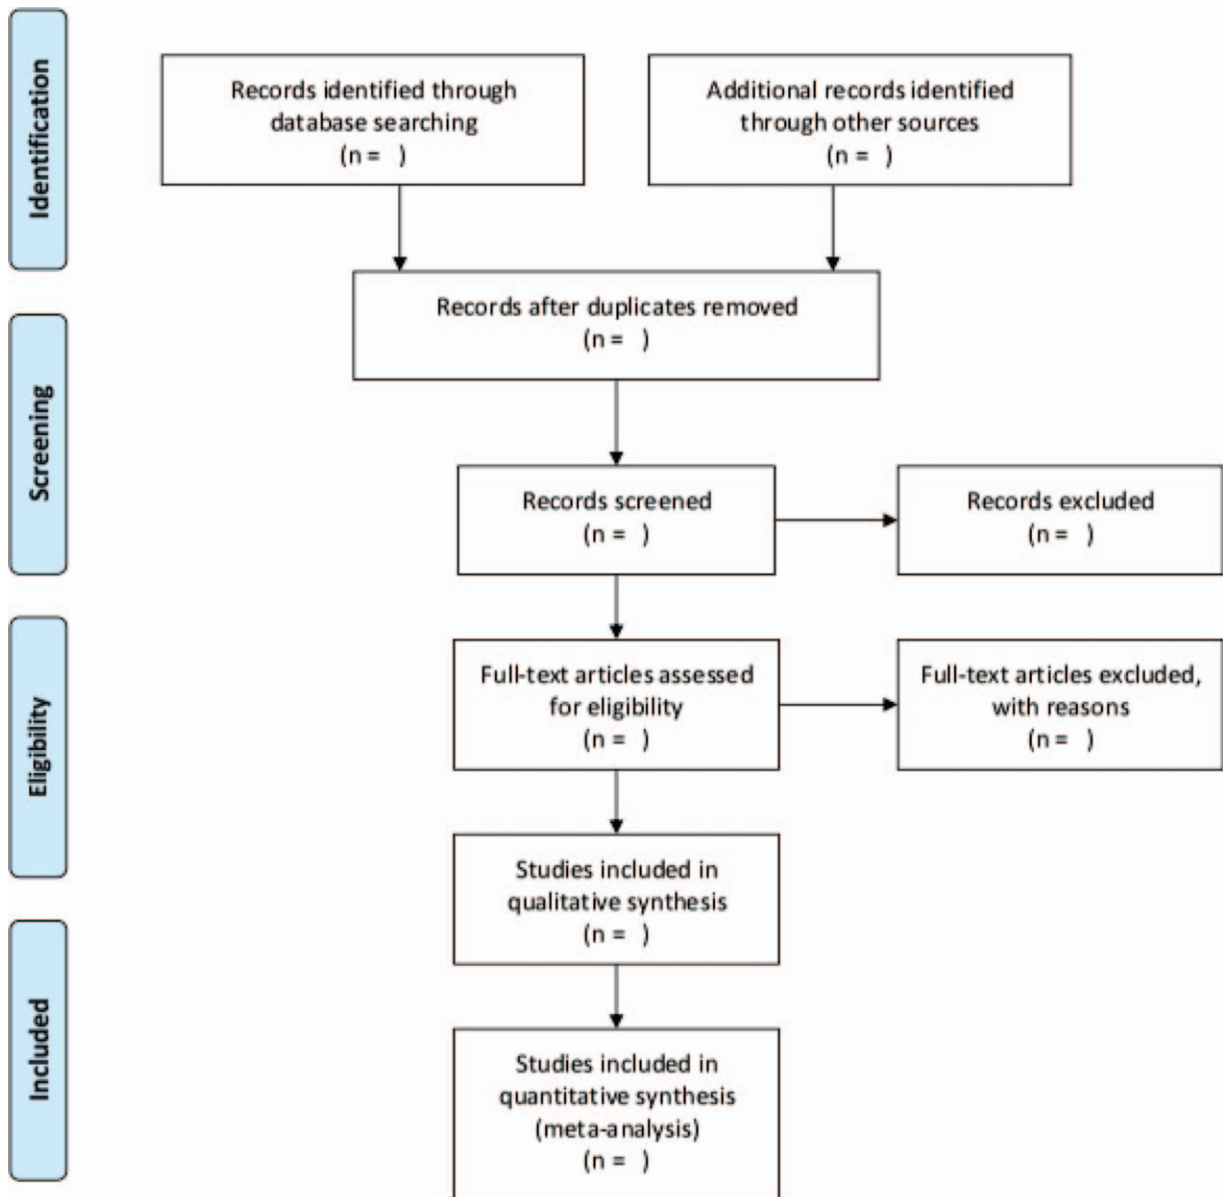 Identification
Records identified through
database searching
(n =   )
Additional records identified
through other sources
(n =   )
Records after duplicates removed
(n =   )
Screening
Records screened
(n =   )
Records excluded
(n =   )
Eligibility
Full-text articles assessed
for eligibility
(n =   )
Full-text articles excluded,
with reasons
(n =   )
Studies included in
qualitative synthesis
(n =   )
Included
Studies included in
quantitative synthesis
(meta-analysis)
(n =   )